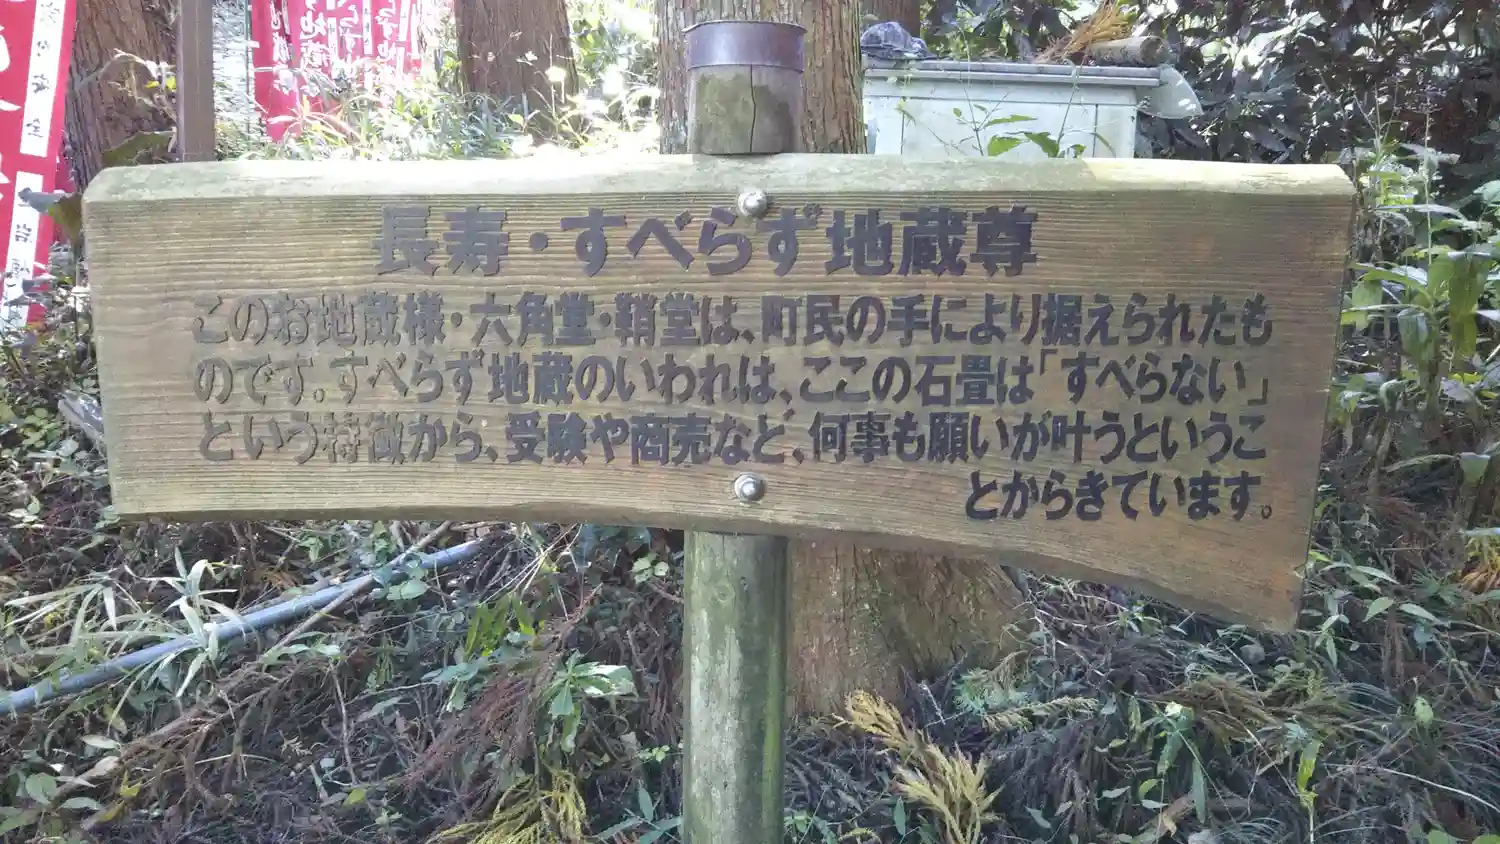 長寿・すべらず地蔵尊
このお地蔵様・六角堂・鞘堂は、町民の手により据えられたも
のです。すべらず地蔵のいわれは、ここの石畳は「すべらない」
という特徴から、受験や商売など、何事も願いが叶うというこ
とからきています。